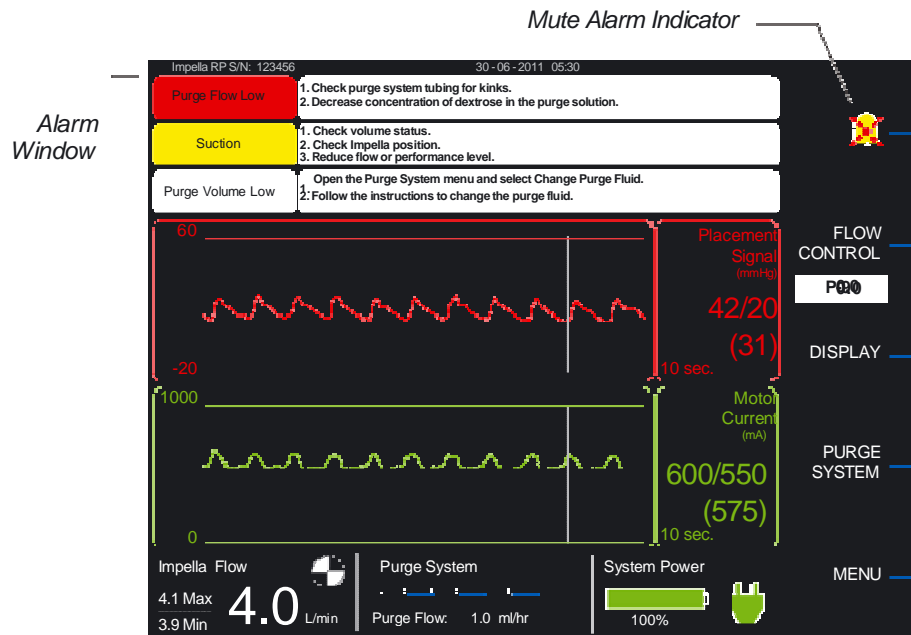 Mute Alarm Indicator
Alarm
Window
Impella RP S/N: 123456
30-06-2011 05:30
Purge Flow Low
1. Check purge system tubing for kinks.
2. Decrease concentration of dextrose in the purge solution.
Suction
1. Check volume status.
2. Check Impella position.
3. Reduce flow or performance level.
Purge Volume Low
1. Open the Purge System menu and select Change Purge Fluid.
2. Follow the instructions to change the purge fluid.
60
-20
Placement
Signal
(mmHg)
42/20
(31)
10 sec.
1000
0
Motor
Current
(mA)
600/550
(575)
10 sec.
FLOW
CONTROL
DISPLAY
PURGE
SYSTEM
MENU
Impella Flow
4.1 Max
3.9 Min
4.0 L/min
Purge System
Purge Flow: 1.0 ml/hr
System Power
100%